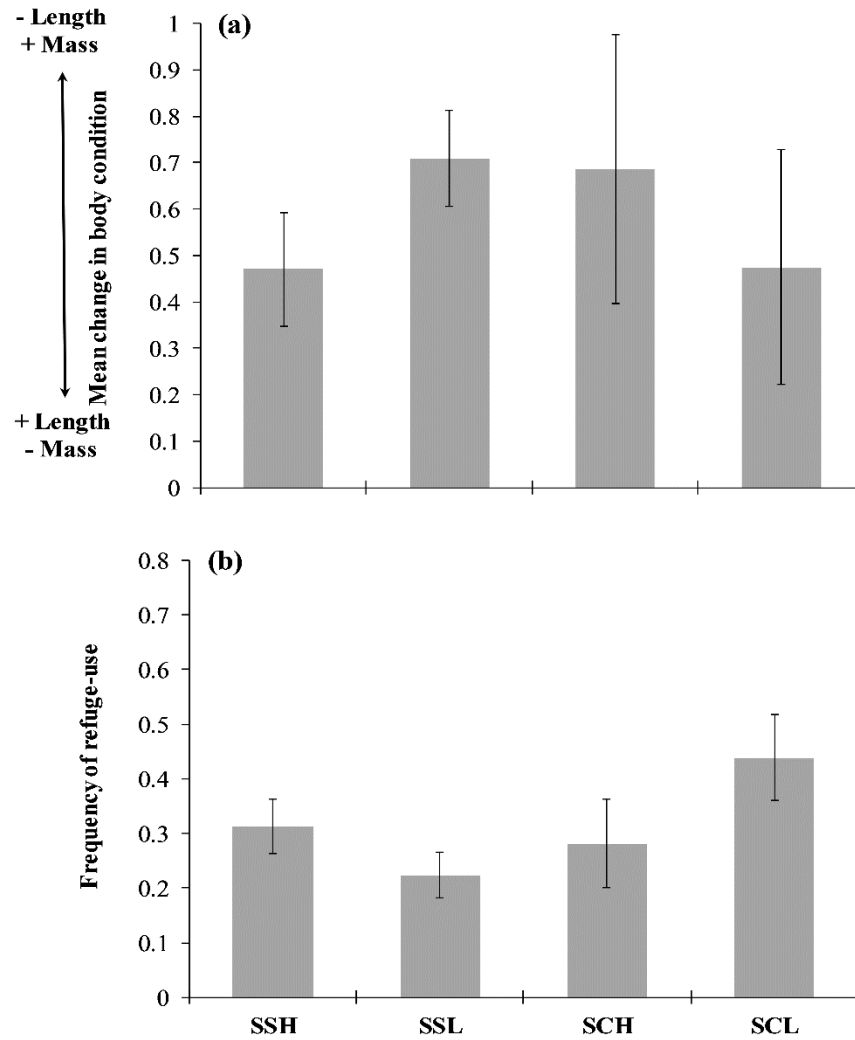 - Length
+ Mass
Mean change in body condition
+ Length
- Mass
(a)
1
0.9
0.8
0.7
0.6
0.5
0.4
0.3
0.2
0.1
0
(b)
Frequency of refuge-use
0.8
0.7
0.6
0.5
0.4
0.3
0.2
0.1
0
SSH SSL SCH SCL